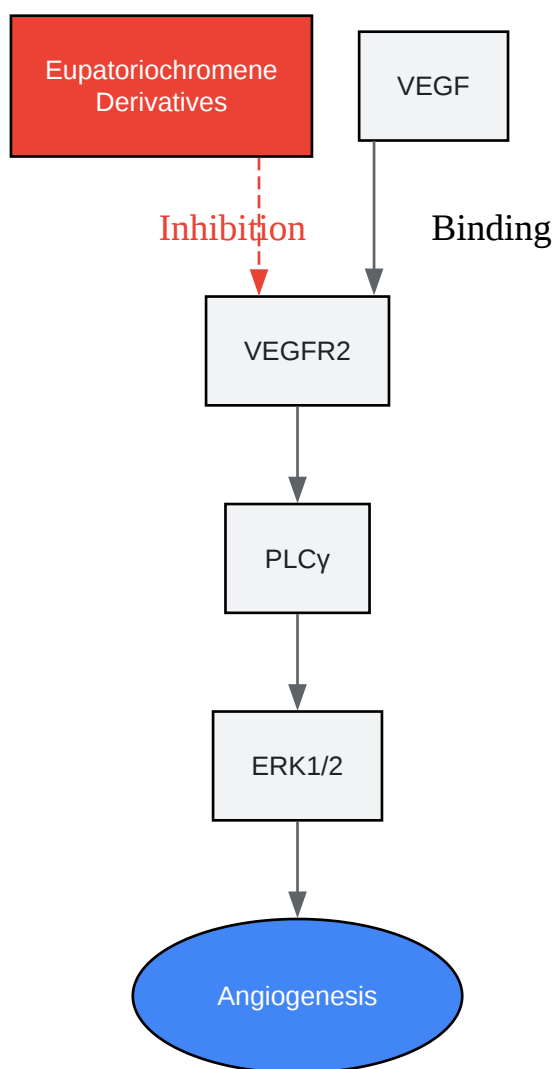 Eupatoriochromene
Derivatives
VEGF
Inhibition
Binding
VEGFR2
PLCγ
ERK1/2
Angiogenesis